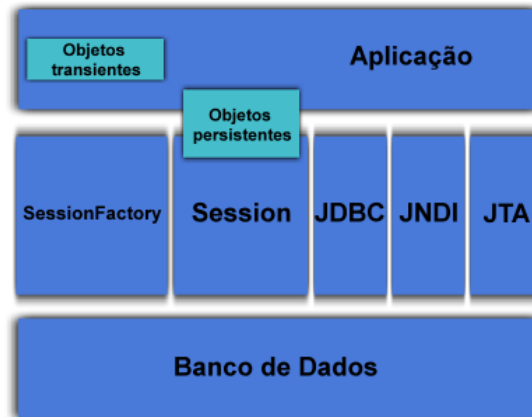 Objetos
transientes
Aplicação
Objetos
persistentes
SessionFactory
Session
JDBC
JNDI
JTA
Banco de Dados